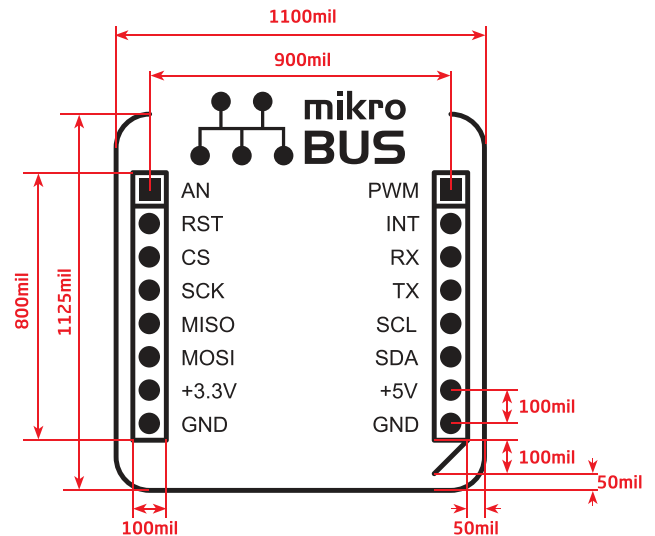 1100mil
900mil
mikro
BUS
AN PWM
RST INT
CS RX
SCK TX
MISO SCL
MOSI SDA
+3.3V +5V
GND GND
800mil
1125mil
100mil
100mil
50mil
100mil
50mil